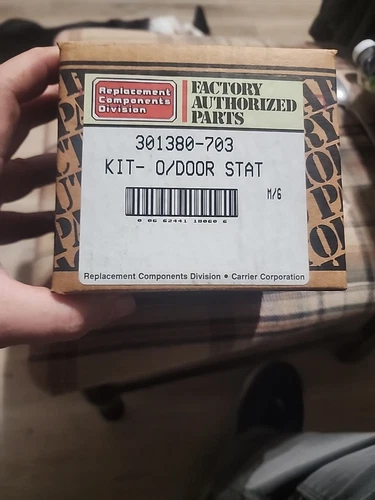 Replacement
Components
Division
FACTORY
AUTHORIZED
PARTS
301380-703
KIT- O/DOOR STAT
M/6
Replacement Components Division • Carrier Corporation